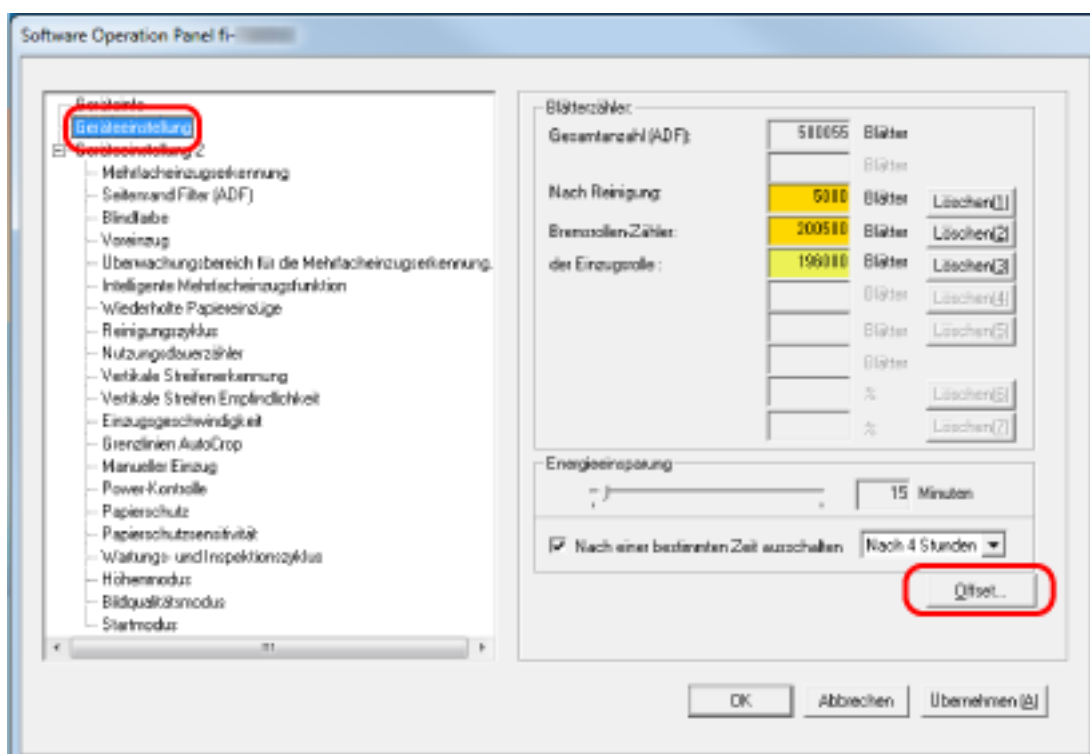 Software Operation Panel fi-
Geräteinfo
Geräteeinstellung
Geräteeinstellung 2
Mehrfacheinzugserkennung
Seitenrand Filter (ADF)
Blindfarbe
Voreinzug
Überwachungsbereich für die Mehrfacheinzugserkennung.
Intelligente Mehrfacheinzugsfunktion
Wiederholte Papiereinzüge
Reinigungszyklus
Nutzungsdauerzähler
Vertikale Streifenerkennung
Vertikale Streifen Empfindlichkeit
Einzugsgeschwindigkeit
Grenzlinien AutoCrop
Manueller Einzug
Power-Kontrolle
Papierschutz
Papierschutzsensitivität
Wartungs- und Inspektionszyklus
Höhenmodus
Bildqualitätsmodus
Startmodus
Blätterzähler:
Gesamtanzahl (ADF): 510055 Blätter
Blätter
Nach Reinigung: 5000 Blätter Löschen(1)
Bremsrollen-Zähler: 200500 Blätter Löschen(2)
der Einzugsrolle : 196000 Blätter Löschen(3)
Blätter Löschen(4)
Blätter Löschen(5)
Blätter
% Löschen(6)
% Löschen(7)
Energieeinsparung
15 Minuten
Nach einer bestimmten Zeit ausschalten Nach 4 Stunden
Offset...
OK Abbrechen Übernehmen (A)